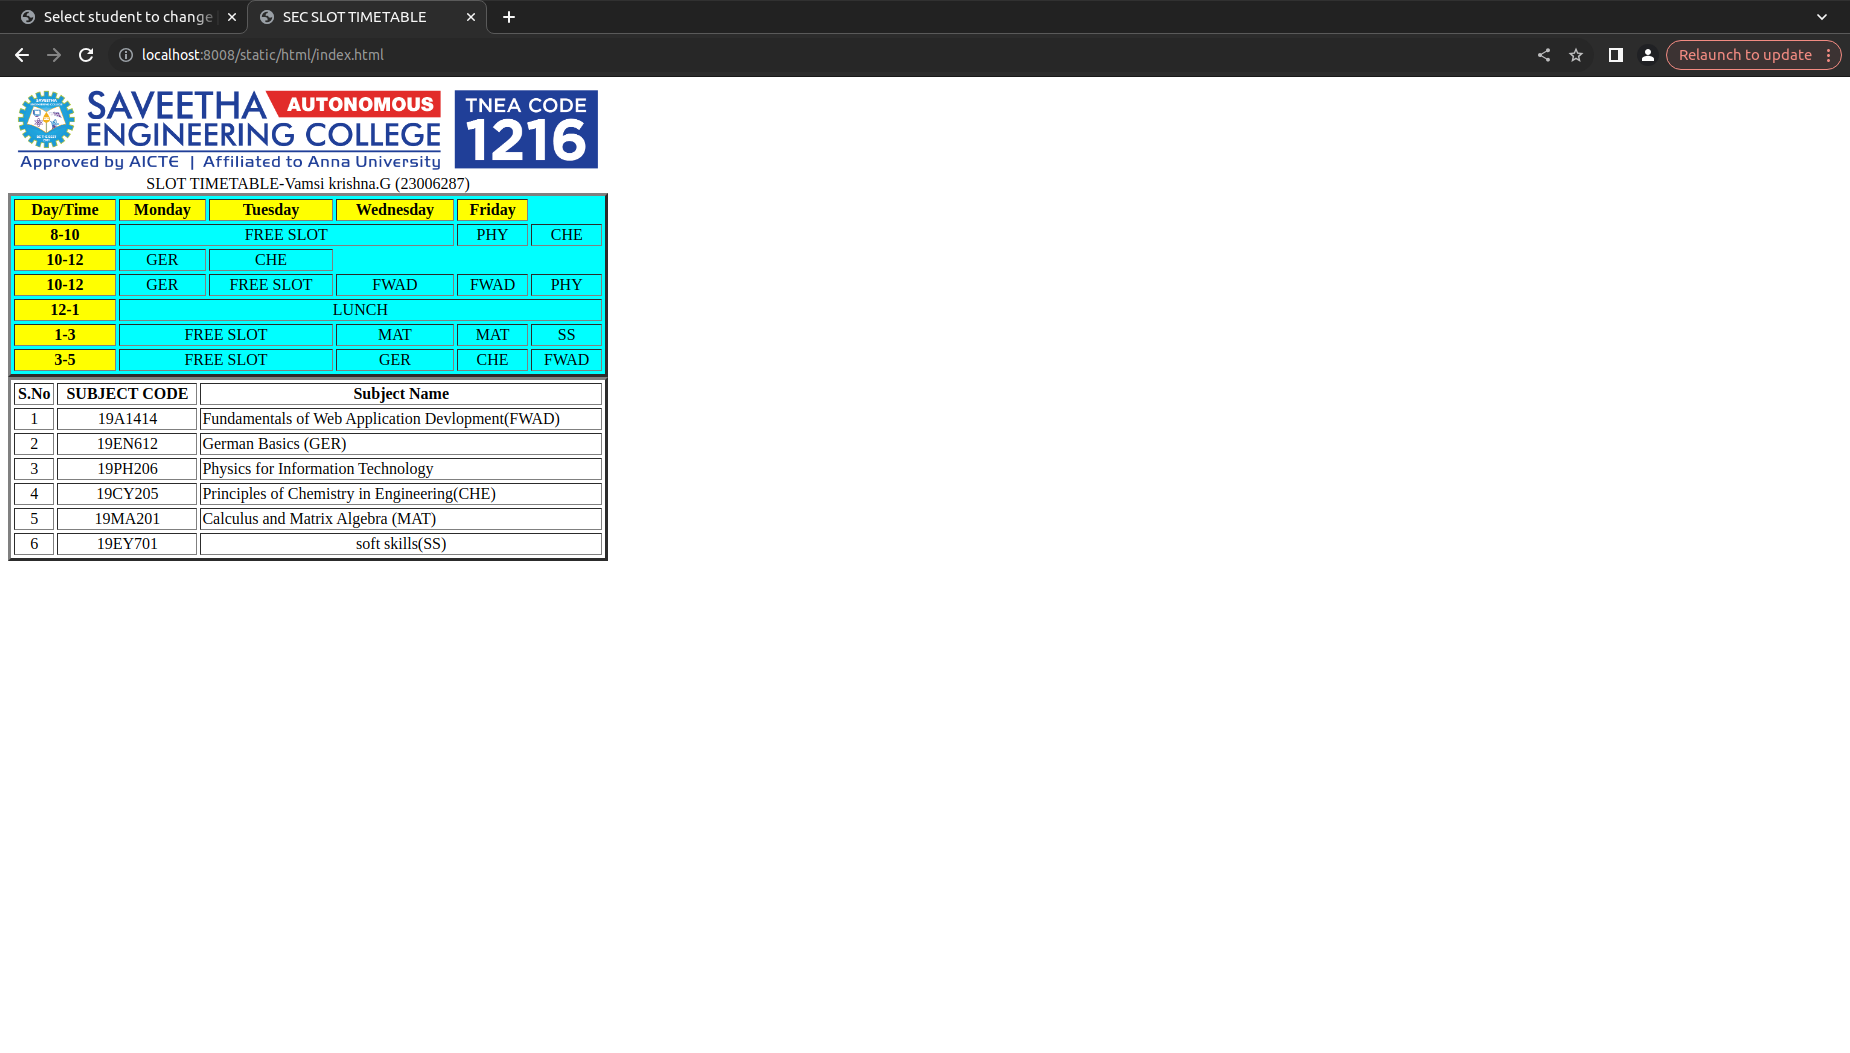 Select student to change
SEC SLOT TIMETABLE
localhost:8008/static/html/index.html
Relaunch to update
SAVEETHA AUTONOMOUS
ENGINEERING COLLEGE
Approved by AICTE | Affiliated to Anna University
TNEA CODE
1216
SLOT TIMETABLE-Vamsi krishna.G (23006287)
Day/Time Monday Tuesday Wednesday Friday
8-10 FREE SLOT PHY CHE
10-12 GER CHE
10-12 GER FREE SLOT FWAD FWAD PHY
12-1 LUNCH
1-3 FREE SLOT MAT MAT SS
3-5 FREE SLOT GER CHE FWAD
S.No SUBJECT CODE Subject Name
1 19A1414 Fundamentals of Web Application Devlopment(FWAD)
2 19EN612 German Basics (GER)
3 19PH206 Physics for Information Technology
4 19CY205 Principles of Chemistry in Engineering(CHE)
5 19MA201 Calculus and Matrix Algebra (MAT)
6 19EY701 soft skills(SS)